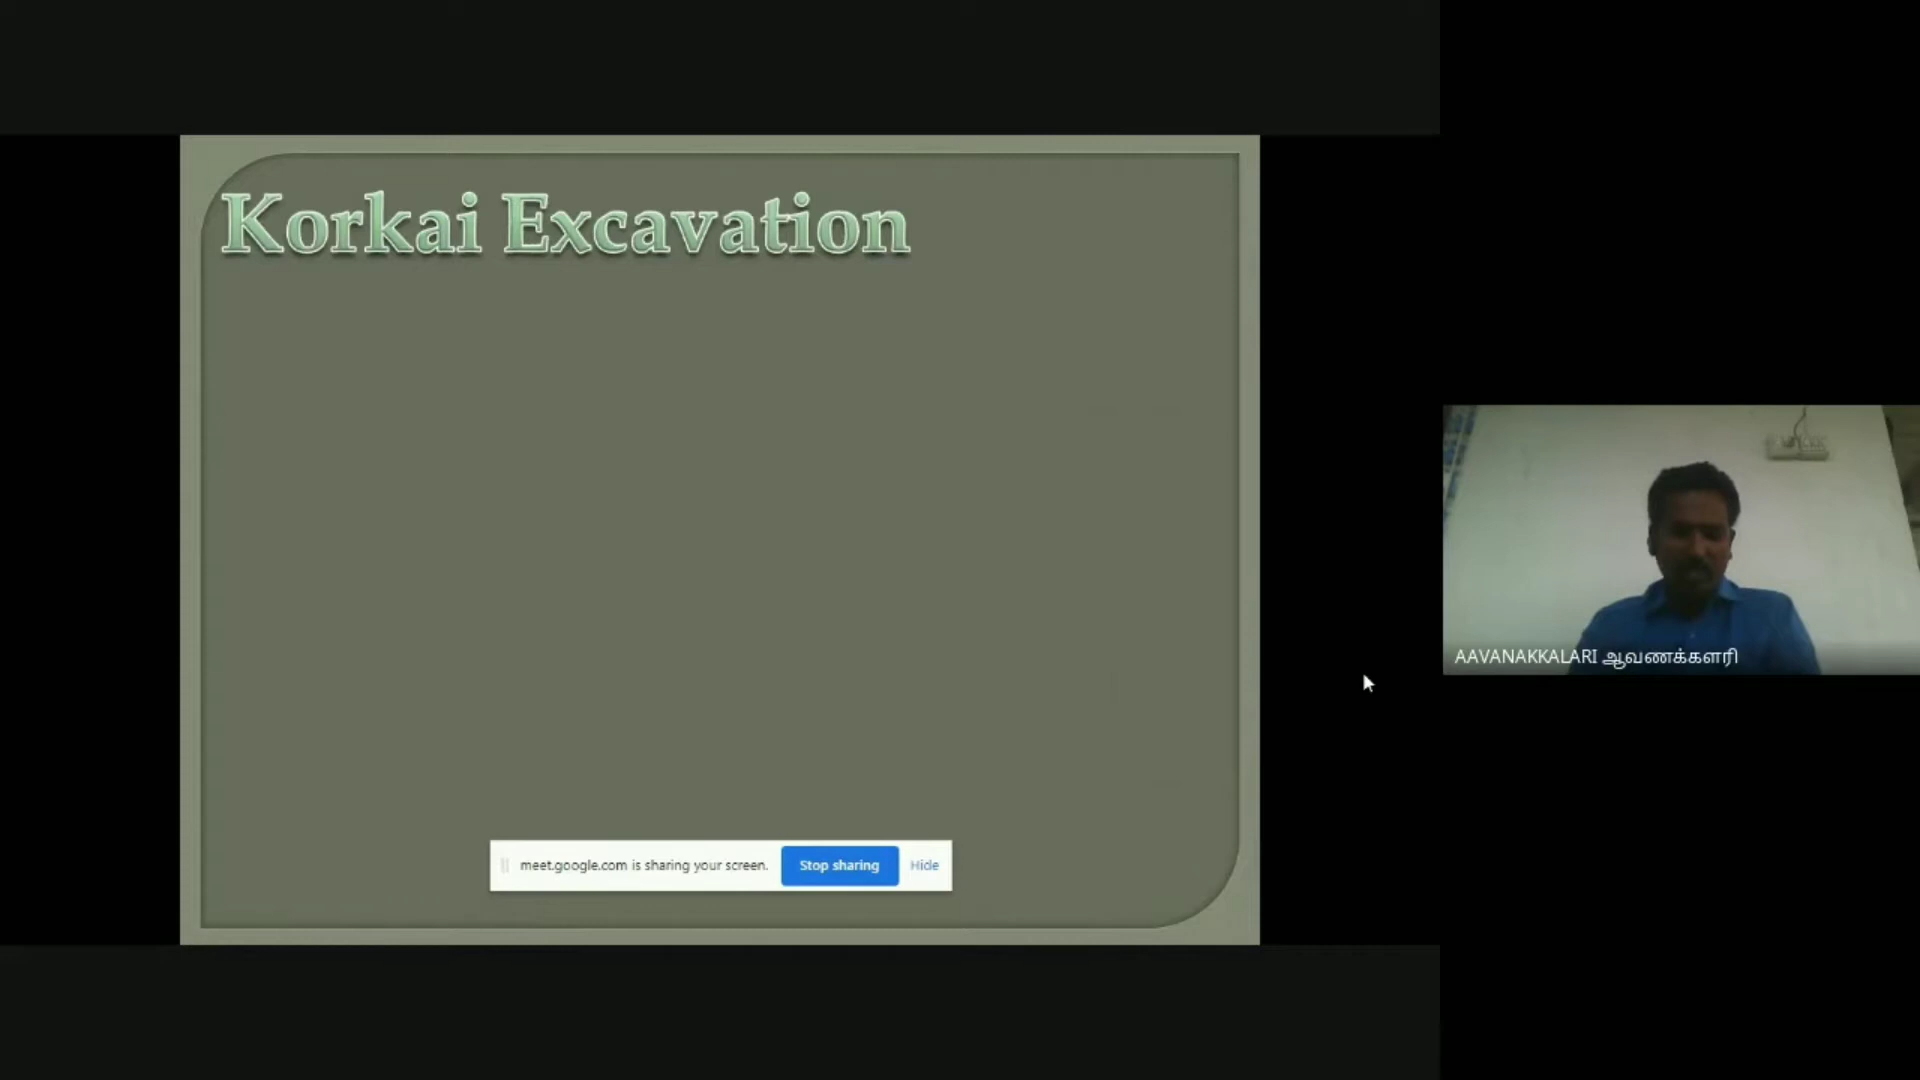 Korkai Excavation
meet.google.com is sharing your screen. Stop sharing Hide
AAVANAKKALARI ஆவணக்களரி